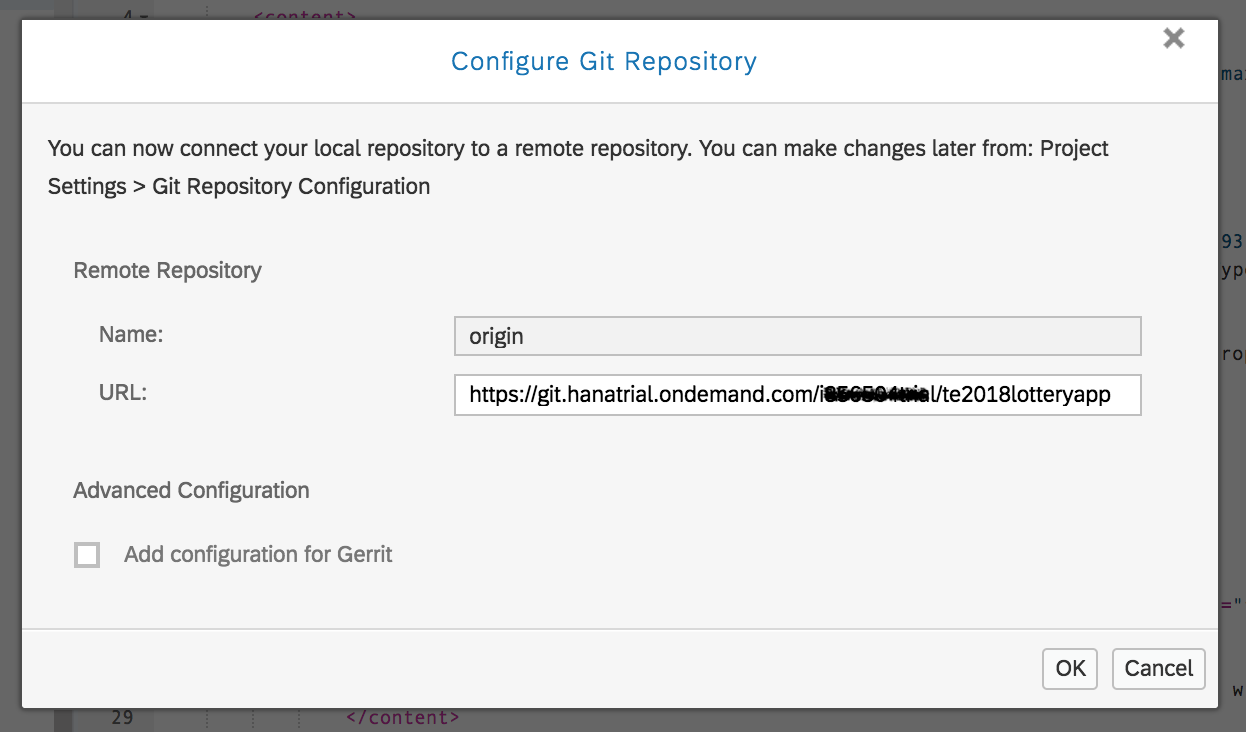 4
<content>
Configure Git Repository
You can now connect your local repository to a remote repository. You can make changes later from: Project
Settings > Git Repository Configuration
Remote Repository
Name:
origin
URL:
https://git.hanatrial.ondemand.com/i l/te2018lotteryapp
Advanced Configuration
Add configuration for Gerrit
OK
Cancel
ma
93
yp
ro
="
w
29
</content>